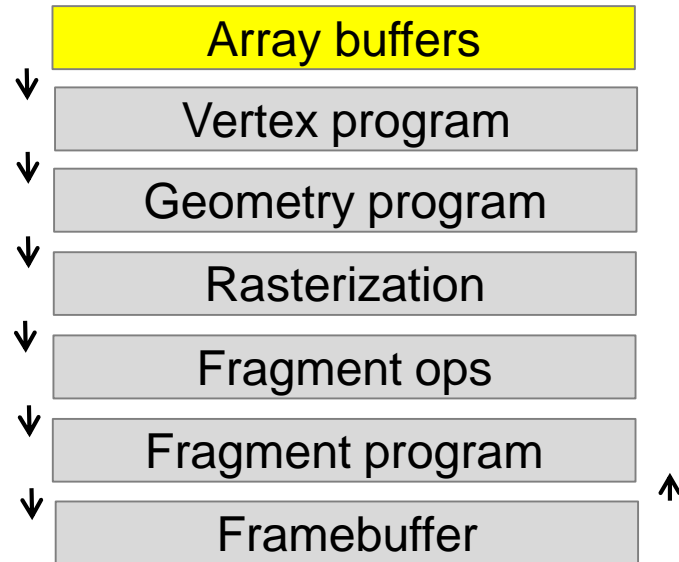 Array buffers
Vertex program
Geometry program
Rasterization
Fragment ops
Fragment program
Framebuffer